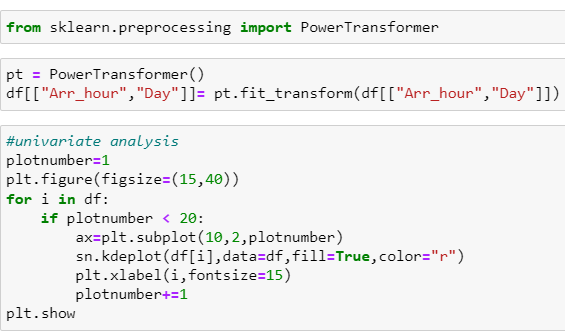 from sklearn.preprocessing import PowerTransformer
pt = PowerTransformer()
df[["Arr_hour","Day"]]= pt.fit_transform(df[["Arr_hour","Day"]])
#univariate analysis
plotnumber=1
plt.figure(figsize=(15,40))
for i in df:
    if plotnumber < 20:
        ax=plt.subplot(10,2,plotnumber)
        sn.kdeplot(df[i],data=df,fill=True,color="r")
        plt.xlabel(i,fontsize=15)
        plotnumber+=1
plt.show